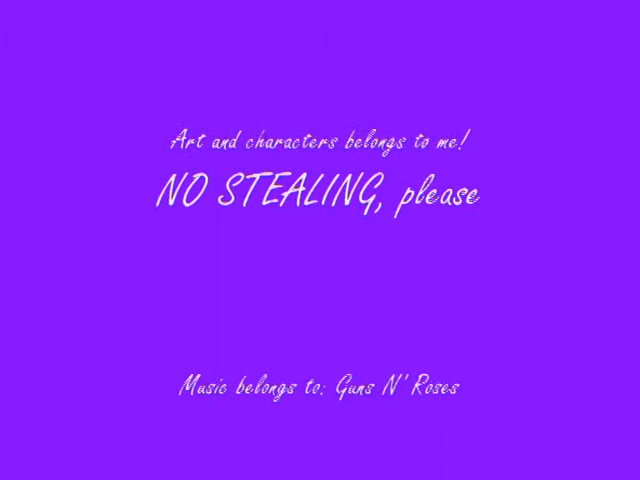 Art and characters belongs to me!
NO STEALING, please
Music belongs to: Guns N' Roses